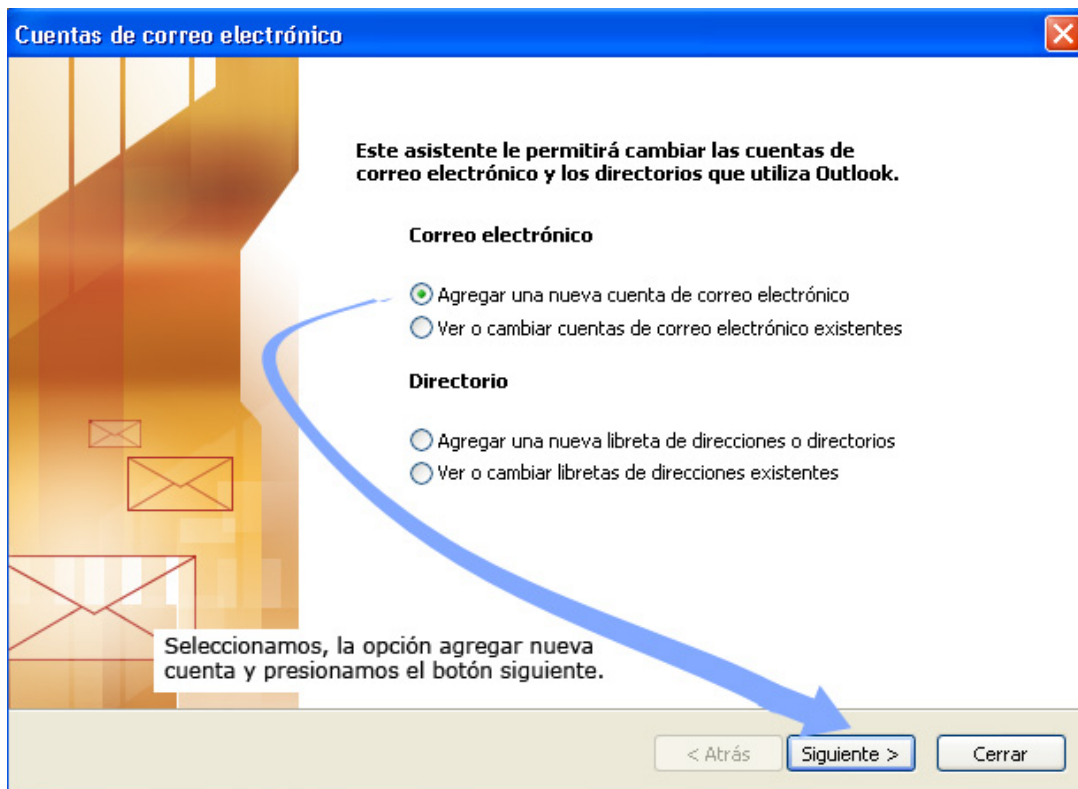 Cuentas de correo electrónico
Este asistente le permitirá cambiar las cuentas de
correo electrónico y los directorios que utiliza Outlook.
Correo electrónico
Agregar una nueva cuenta de correo electrónico
Ver o cambiar cuentas de correo electrónico existentes
Directorio
Agregar una nueva libreta de direcciones o directorios
Ver o cambiar libretas de direcciones existentes
Seleccionamos, la opción agregar nueva
cuenta y presionamos el botón siguiente.
< Atrás
Siguiente >
Cerrar